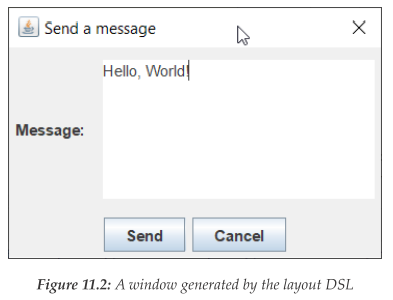 Send a message
Hello, World!
Message:
Send Cancel
Figure 11.2: A window generated by the layout DSL